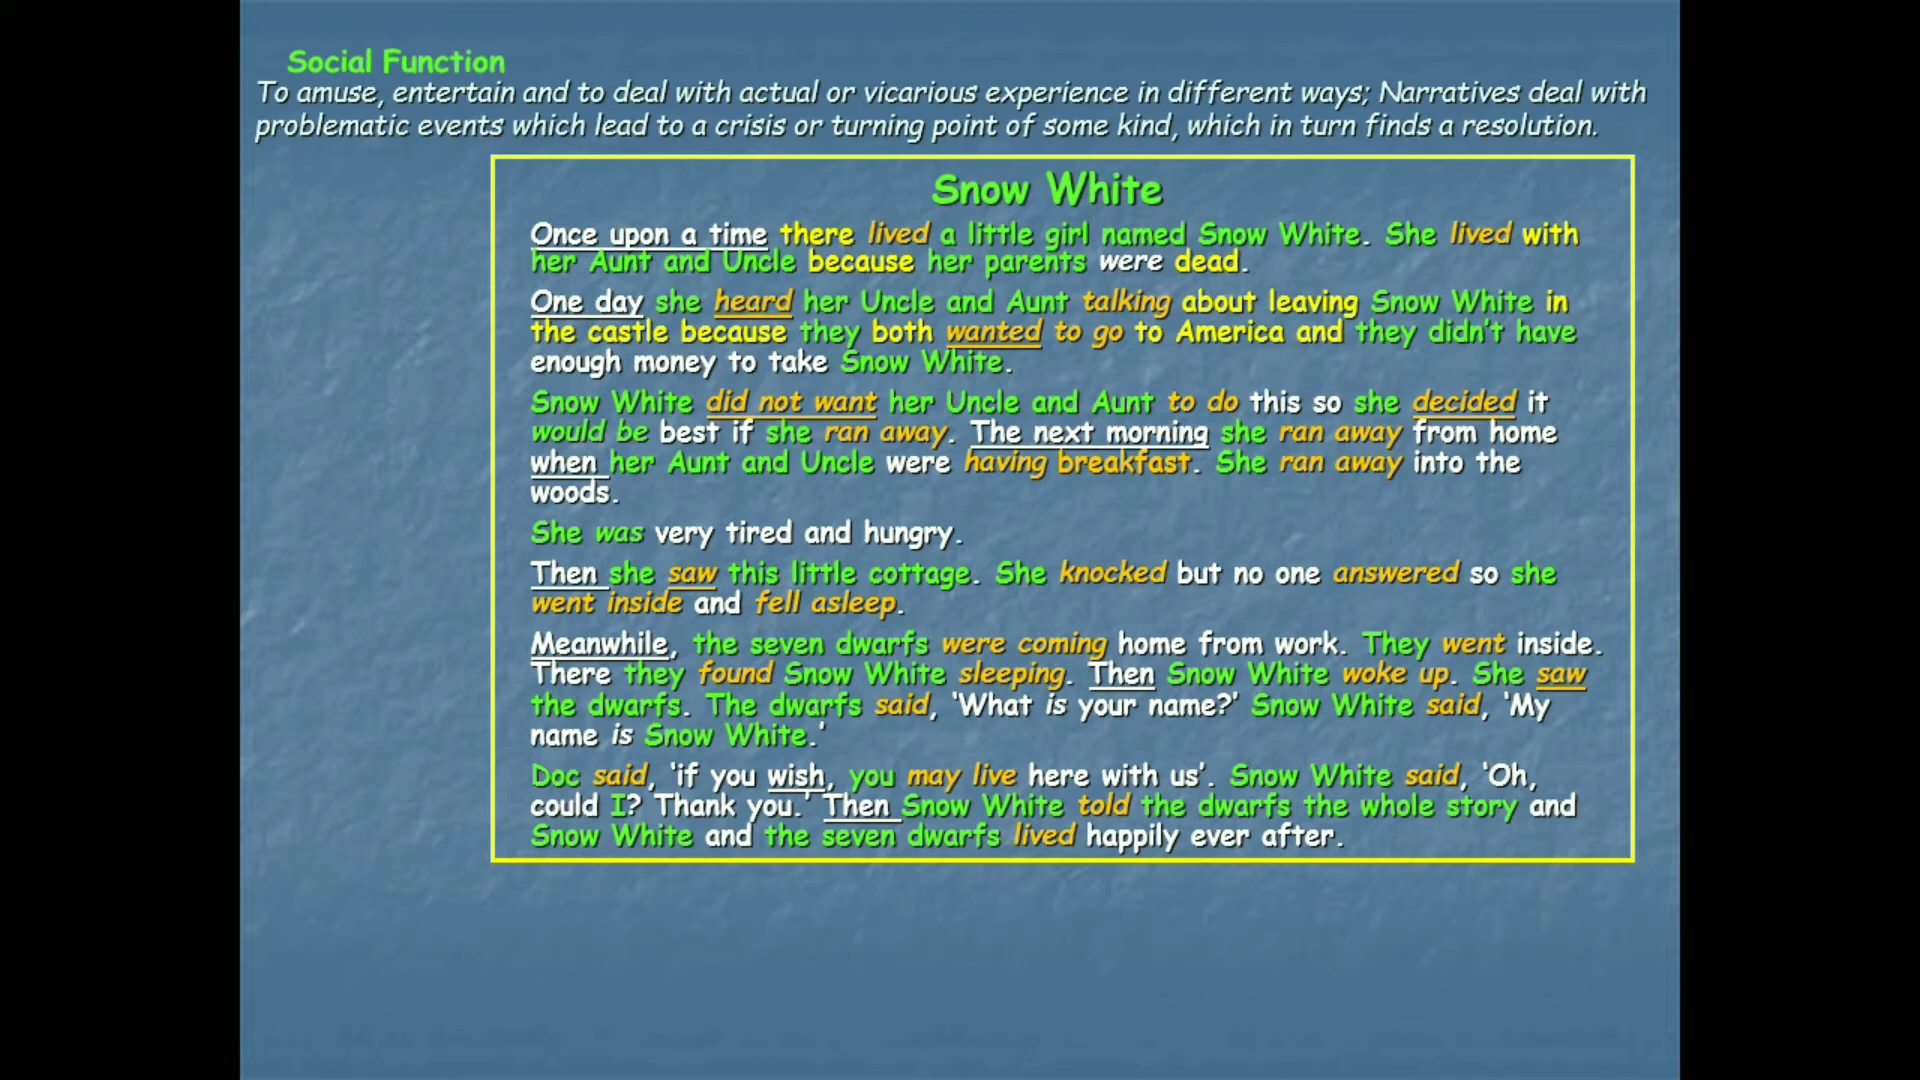 Social Function
To amuse, entertain and to deal with actual or vicarious experience in different ways; Narratives deal with
problematic events which lead to a crisis or turning point of some kind, which in turn finds a resolution.
Snow White
Once upon a time there lived a little girl named Snow White. She lived with
her Aunt and Uncle because her parents were dead.
One day she heard her Uncle and Aunt talking about leaving Snow White in
the castle because they both wanted to go to America and they didn't have
enough money to take Snow White.
Snow White did not want her Uncle and Aunt to do this so she decided it
would be best if she ran away. The next morning she ran away from home
when her Aunt and Uncle were having breakfast. She ran away into the
woods.
She was very tired and hungry.
Then she saw this little cottage. She knocked but no one answered so she
went inside and fell asleep.
Meanwhile, the seven dwarfs were coming home from work. They went inside.
There they found Snow White sleeping. Then Snow White woke up. She saw
the dwarfs. The dwarfs said, 'What is your name?' Snow White said, 'My
name is Snow White.'
Doc said, 'if you wish, you may live here with us'. Snow White said, 'Oh,
could I? Thank you.' Then Snow White told the dwarfs the whole story and
Snow White and the seven dwarfs lived happily ever after.